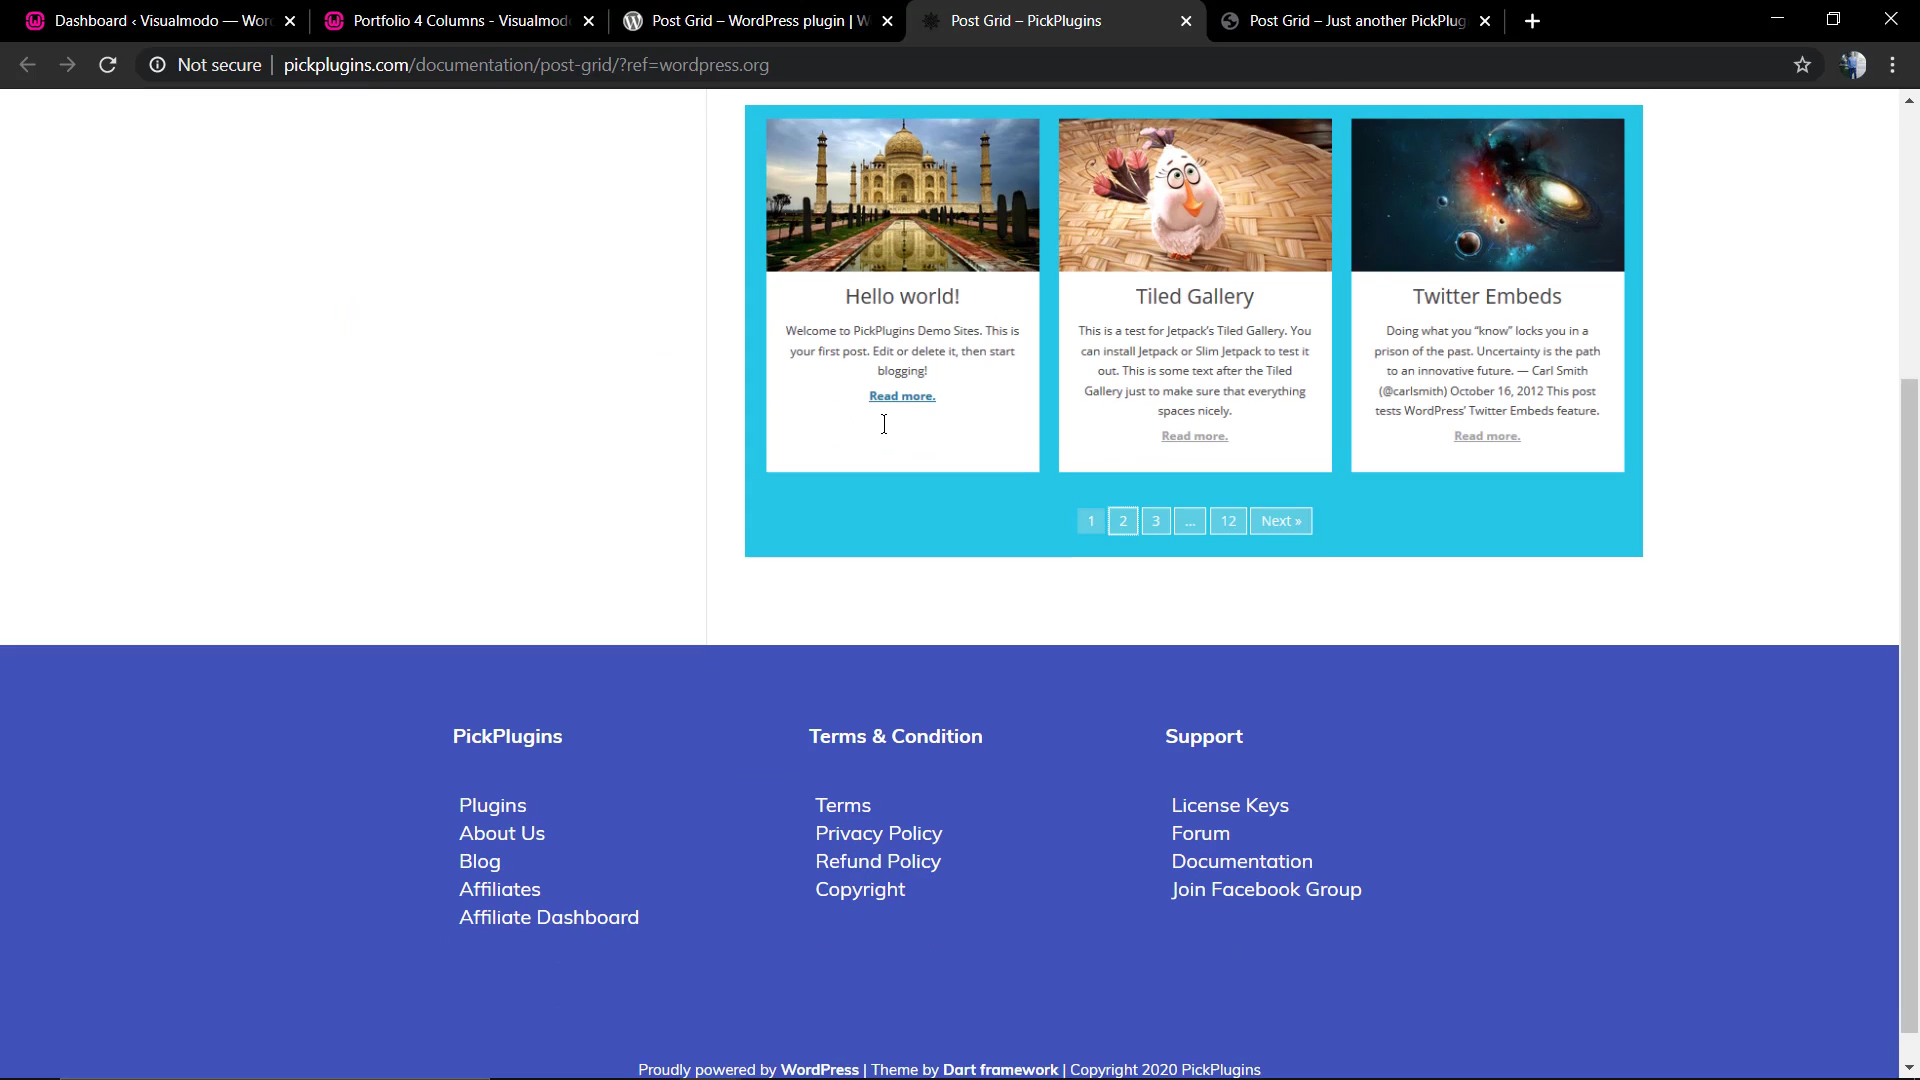 Dashboard ‹ Visualmodo — Wor
Portfolio 4 Columns - Visualmod
Post Grid – WordPress plugin | W
Post Grid – PickPlugins
Post Grid – Just another PickPlug
Not secure | pickplugins.com/documentation/post-grid/?ref=wordpress.org
Hello world!
Welcome to PickPlugins Demo Sites. This is
your first post. Edit or delete it, then start
blogging!
Read more.
Tiled Gallery
This is a test for Jetpack’s Tiled Gallery. You
can install Jetpack or Slim Jetpack to test it
out. This is some text after the Tiled
Gallery just to make sure that everything
spaces nicely.
Read more.
Twitter Embeds
Doing what you “know” locks you in a
prison of the past. Uncertainty is the path
to an innovative future. — Carl Smith
(@carlsmith) October 16, 2012 This post
tests WordPress’ Twitter Embeds feature.
Read more.
1 2 3 ... 12 Next »
PickPlugins
Plugins
About Us
Blog
Affiliates
Affiliate Dashboard
Terms & Condition
Terms
Privacy Policy
Refund Policy
Copyright
Support
License Keys
Forum
Documentation
Join Facebook Group
Proudly powered by WordPress | Theme by Dart framework | Copyright 2020 PickPlugins